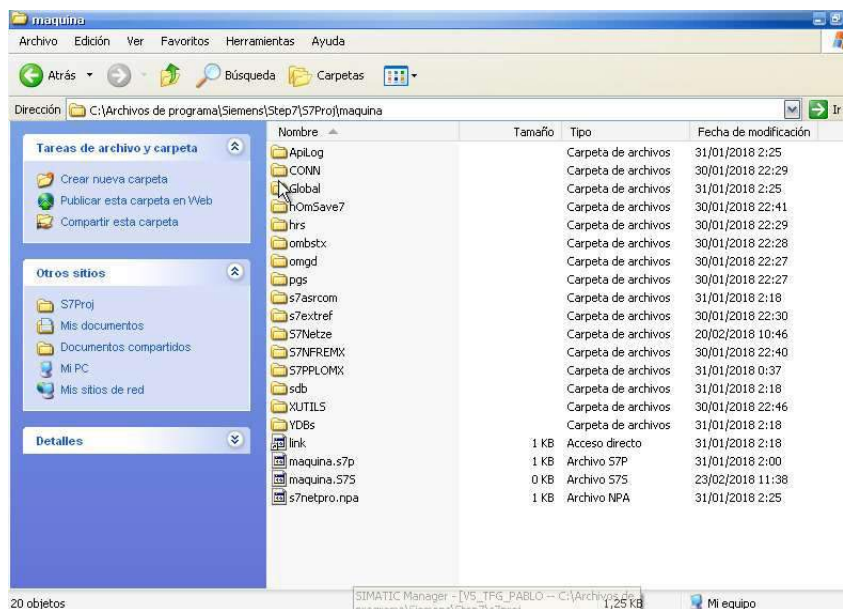 maquina
Archivo Edición Ver Favoritos Herramientas Ayuda
Atrás Búsqueda Carpetas
Dirección C:\Archivos de programa\Siemens\Step7\S7Proj\maquina Ir
Tareas de archivo y carpeta
Crear nueva carpeta
Publicar esta carpeta en Web
Compartir esta carpeta
Otros sitios
S7Proj
Mis documentos
Documentos compartidos
Mi PC
Mis sitios de red
Detalles
Nombre Tamaño Tipo Fecha de modificación
ApiLog Carpeta de archivos 31/01/2018 2:25
CONN Carpeta de archivos 30/01/2018 22:29
Global Carpeta de archivos 31/01/2018 2:25
hOmSave7 Carpeta de archivos 30/01/2018 22:41
hrs Carpeta de archivos 30/01/2018 22:29
ombstx Carpeta de archivos 30/01/2018 22:28
omgd Carpeta de archivos 30/01/2018 22:27
pgs Carpeta de archivos 30/01/2018 22:27
s7asrcom Carpeta de archivos 31/01/2018 2:18
s7extref Carpeta de archivos 30/01/2018 22:30
S7Netze Carpeta de archivos 20/02/2018 10:46
S7NFREMX Carpeta de archivos 30/01/2018 22:40
S7PPLOMX Carpeta de archivos 31/01/2018 0:37
sdb Carpeta de archivos 31/01/2018 2:18
XUTILS Carpeta de archivos 30/01/2018 22:46
YDBs Carpeta de archivos 31/01/2018 2:18
link 1 KB Acceso directo 31/01/2018 2:18
maquina.s7p 1 KB Archivo S7P 31/01/2018 2:00
maquina.S7S 0 KB Archivo S7S 23/02/2018 11:38
s7netpro.npa 1 KB Archivo NPA 31/01/2018 2:25
SIMATIC Manager - [V5_TFG_PABLO -- C:\Archivos de
20 objetos 1,25 KB Mi equipo